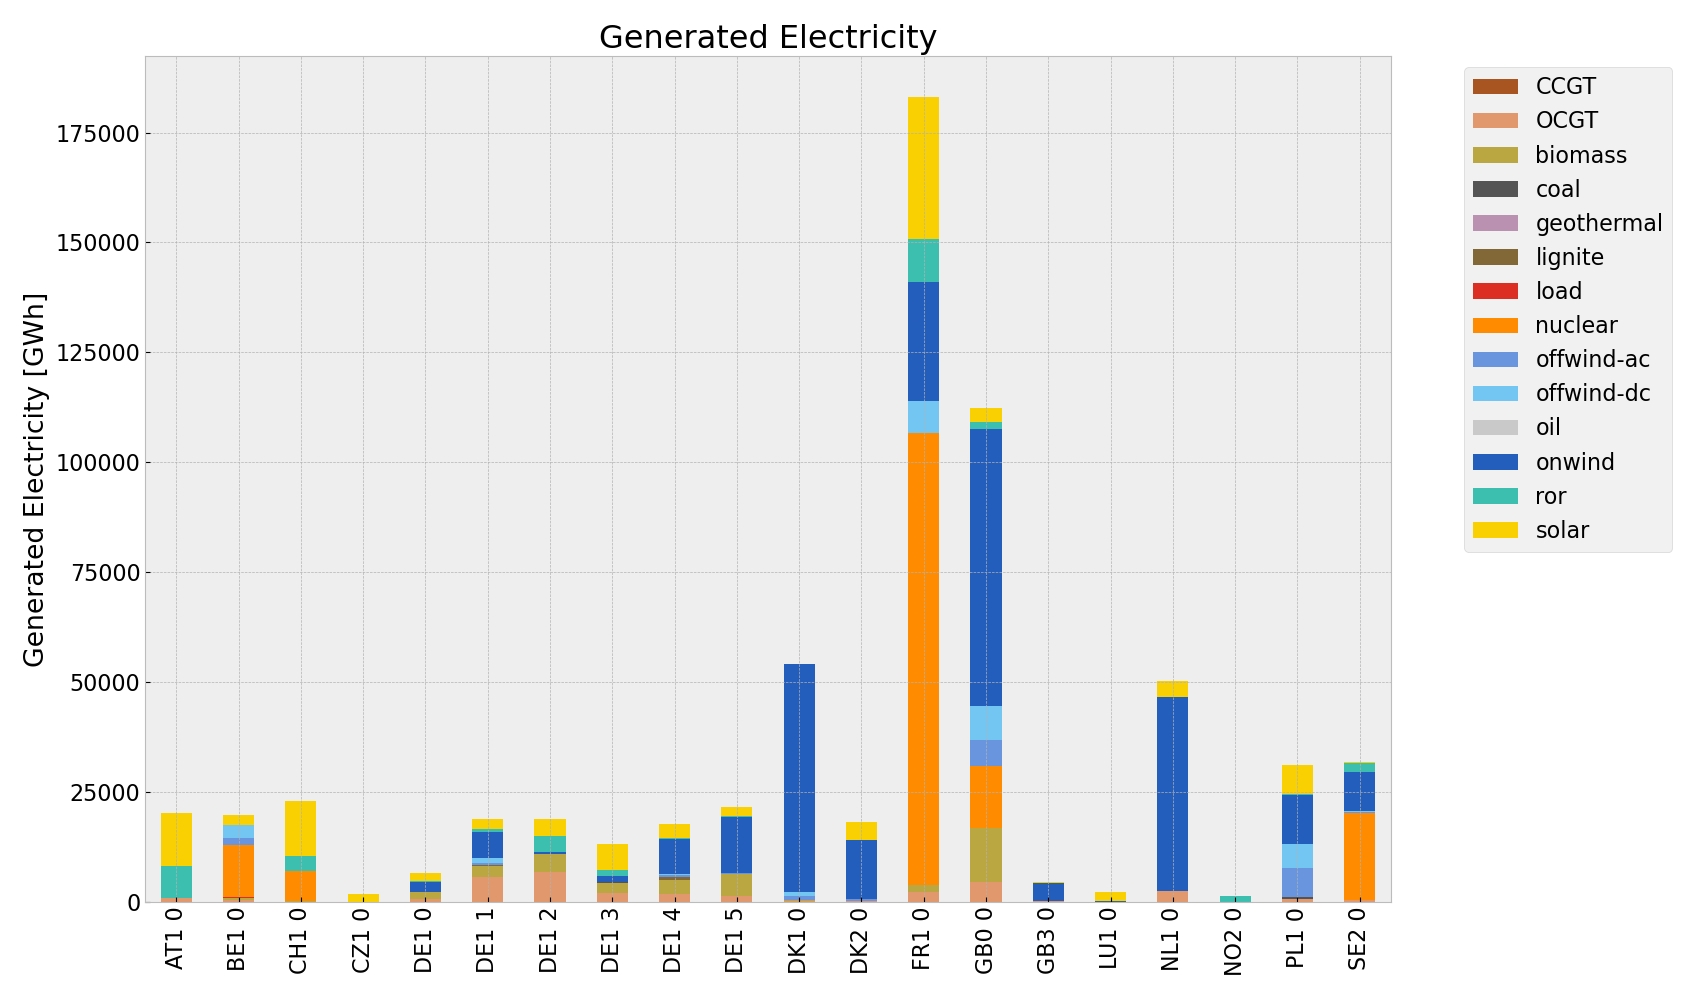 Generated Electricity
Generated Electricity [GWh]
175000
150000
125000
100000
75000
50000
25000
0
AT1 0
BE1 0
CH1 0
CZ1 0
DE1 0
DE1 1
DE1 2
DE1 3
DE1 4
DE1 5
DK1 0
DK2 0
FR1 0
GB0 0
GB3 0
LU1 0
NL1 0
NO2 0
PL1 0
SE2 0
CCGT
OCGT
biomass
coal
geothermal
lignite
load
nuclear
offwind-ac
offwind-dc
oil
onwind
ror
solar